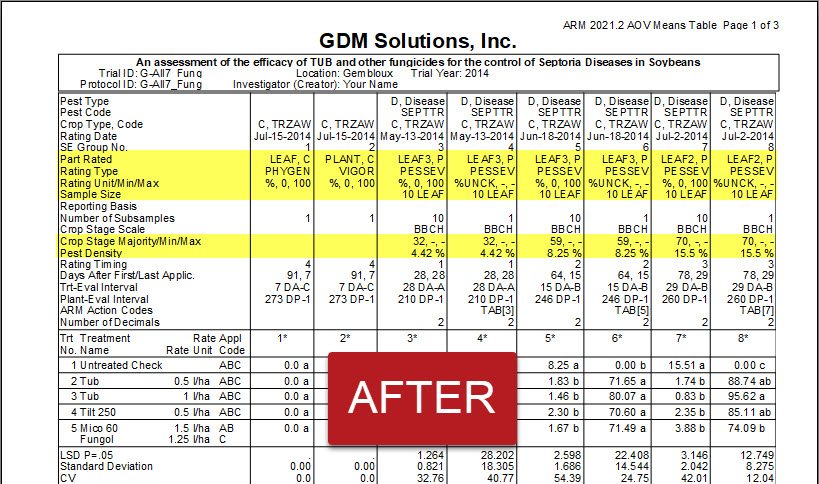 ARM 2021.2 AOV Means Table Page 1 of 3
GDM Solutions, Inc.
An assessment of the efficacy of TUB and other fungicides for the control of Septoria Diseases in Soybeans
Trial ID: G-All7_Fung Location: Gembloux Trial Year: 2014
Protocol ID: G-All7_Fung Investigator (Creator): Your Name
Pest Type D, Disease D, Disease D, Disease D, Disease D, Disease D, Disease
Pest Code SEPTTR SEPTTR SEPTTR SEPTTR SEPTTR SEPTTR
Crop Type, Code C, TRZAW C, TRZAW C, TRZAW C, TRZAW C, TRZAW C, TRZAW C, TRZAW C, TRZAW
Rating Date Jul-15-2014 Jul-15-2014 May-13-2014 May-13-2014 Jun-18-2014 Jun-18-2014 Jul-2-2014 Jul-2-2014
SE Group No. 1 2 3 4 5 6 7 8
Part Rated LEAF, C PLANT, C LEAF3, P LEAF3, P LEAF3, P LEAF3, P LEAF2, P LEAF2, P
Rating Type PHYGEN VIGOR PESSEV PESSEV PESSEV PESSEV PESSEV PESSEV
Rating Unit/Min/Max %, 0, 100 %, 0, 100 %, 0, 100 %UNCK, -, - %, 0, 100 %UNCK, -, - %, 0, 100 %UNCK, -, -
Sample Size 10 LEAF 10 LEAF 10 LEAF 10 LEAF 10 LEAF 10 LEAF
Reporting Basis
Number of Subsamples 1 1 10 1 10 1 10 1
Crop Stage Scale BBCH BBCH BBCH BBCH BBCH BBCH
Crop Stage Majority/Min/Max 32, -, - 32, -, - 59, -, - 59, -, - 70, -, - 70, -, -
Pest Density 4.42 % 4.42 % 8.25 % 8.25 % 15.5 % 15.5 %
Rating Timing 4 4 1 1 2 2 3 3
Days After First/Last Applic. 91, 7 91, 7 28, 28 28, 28 64, 15 64, 15 78, 29 78, 29
Trt-Eval Interval 7 DA-C 7 DA-C 28 DA-A 28 DA-A 15 DA-B 15 DA-B 29 DA-B 29 DA-B
Plant-Eval Interval 273 DP-1 273 DP-1 210 DP-1 210 DP-1 246 DP-1 246 DP-1 260 DP-1 260 DP-1
ARM Action Codes TAB[3] TAB[5] TAB[7]
Number of Decimals 2 2 2 2 2 2
Trt Treatment Rate Appl 1* 2* 3* 4* 5* 6* 7* 8*
No. Name Rate Unit Code
1 Untreated Check ABC 0.0 a 8.25 a 0.00 b 15.51 a 0.00 c
2 Tub 0.5 l/ha ABC 0.0 a 1.83 b 71.65 a 1.74 b 88.74 ab
3 Tub 1 l/ha ABC 0.0 a 1.46 b 80.07 a 0.83 b 95.62 a
4 Tilt 250 0.5 l/ha ABC 0.0 a 2.30 b 70.60 a 2.35 b 85.11 ab
5 Mico 60 1.5 l/ha AB 0.0 a 1.67 b 71.49 a 3.88 b 74.09 b
Fungol 1.25 l/ha C
AFTER
LSD P=.05 . . 1.264 28.202 2.598 22.408 3.146 12.749
Standard Deviation 0.00 0.00 0.821 18.305 1.686 14.544 2.042 8.275
CV 0.0 0.0 32.76 40.77 54.39 24.75 42.01 12.04